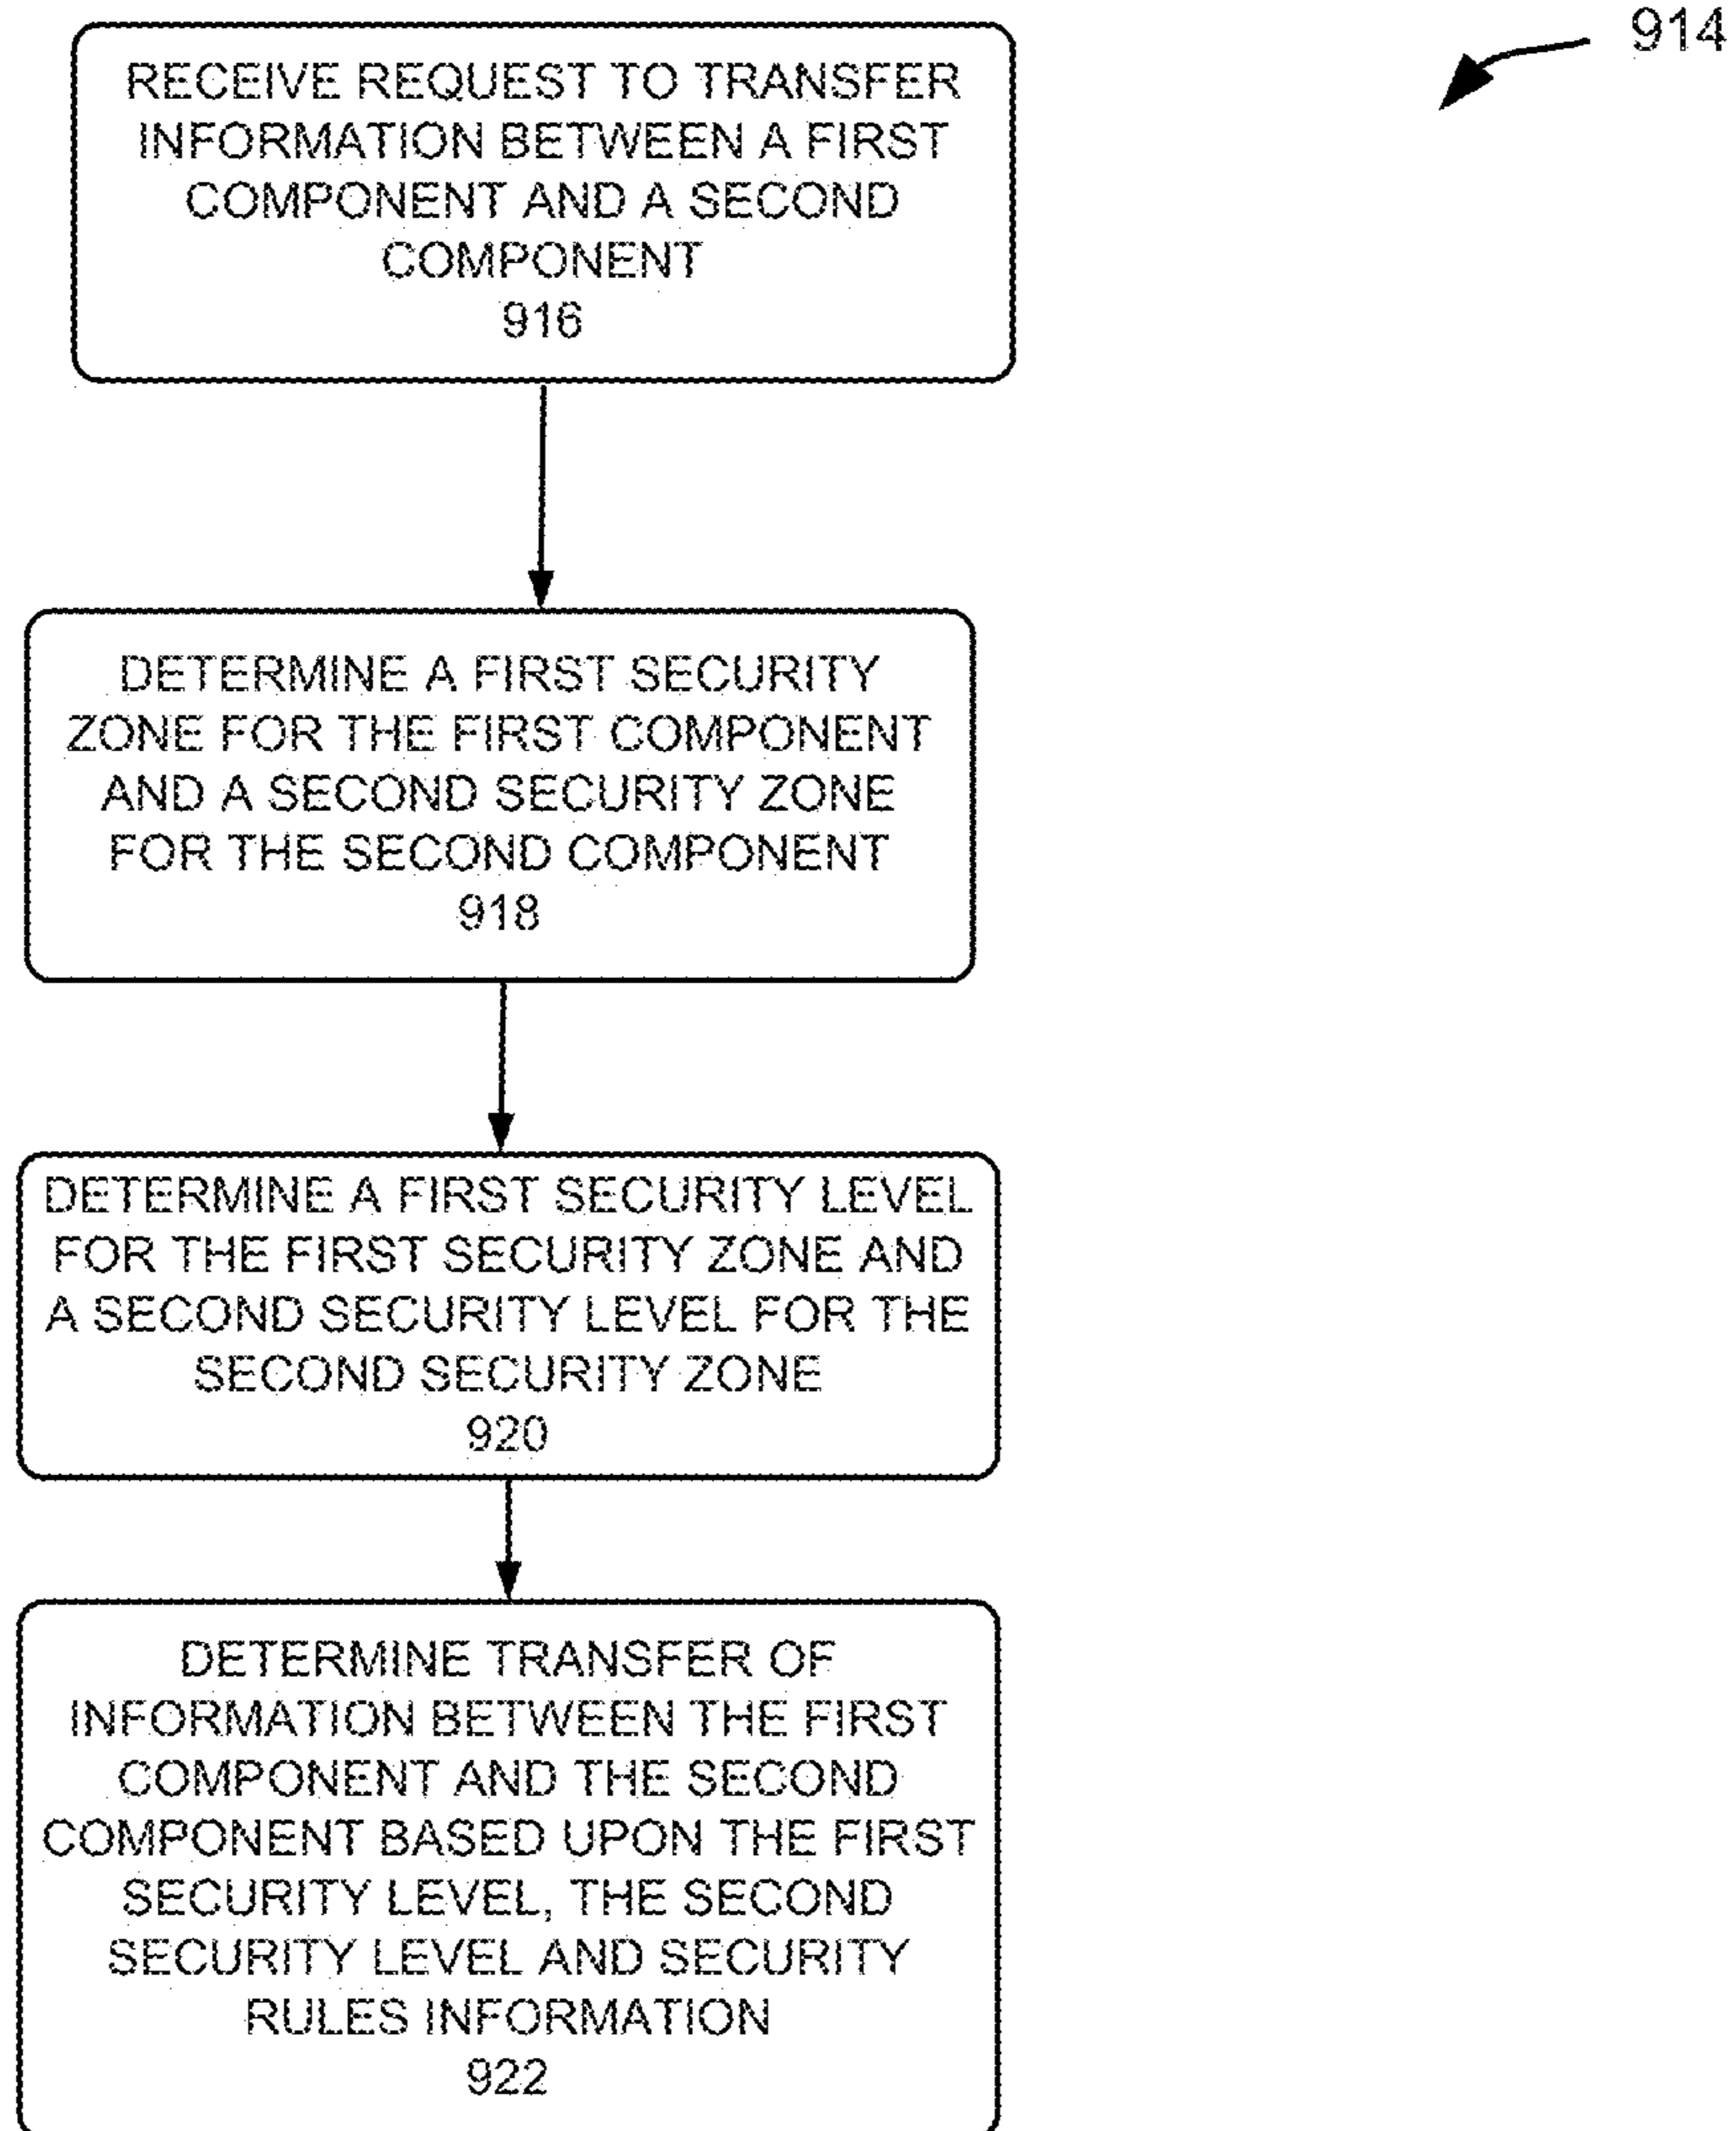 914
RECEIVE REQUEST TO TRANSFER
INFORMATION BETWEEN A FIRST
COMPONENT AND A SECOND
COMPONENT
916
DETERMINE A FIRST SECURITY
ZONE FOR THE FIRST COMPONENT
AND A SECOND SECURITY ZONE
FOR THE SECOND COMPONENT
918
DETERMINE A FIRST SECURITY LEVEL
FOR THE FIRST SECURITY ZONE AND
A SECOND SECURITY LEVEL FOR THE
SECOND SECURITY ZONE
920
DETERMINE TRANSFER OF
INFORMATION BETWEEN THE FIRST
COMPONENT AND THE SECOND
COMPONENT BASED UPON THE FIRST
SECURITY LEVEL, THE SECOND
SECURITY LEVEL AND SECURITY
RULES INFORMATION
922